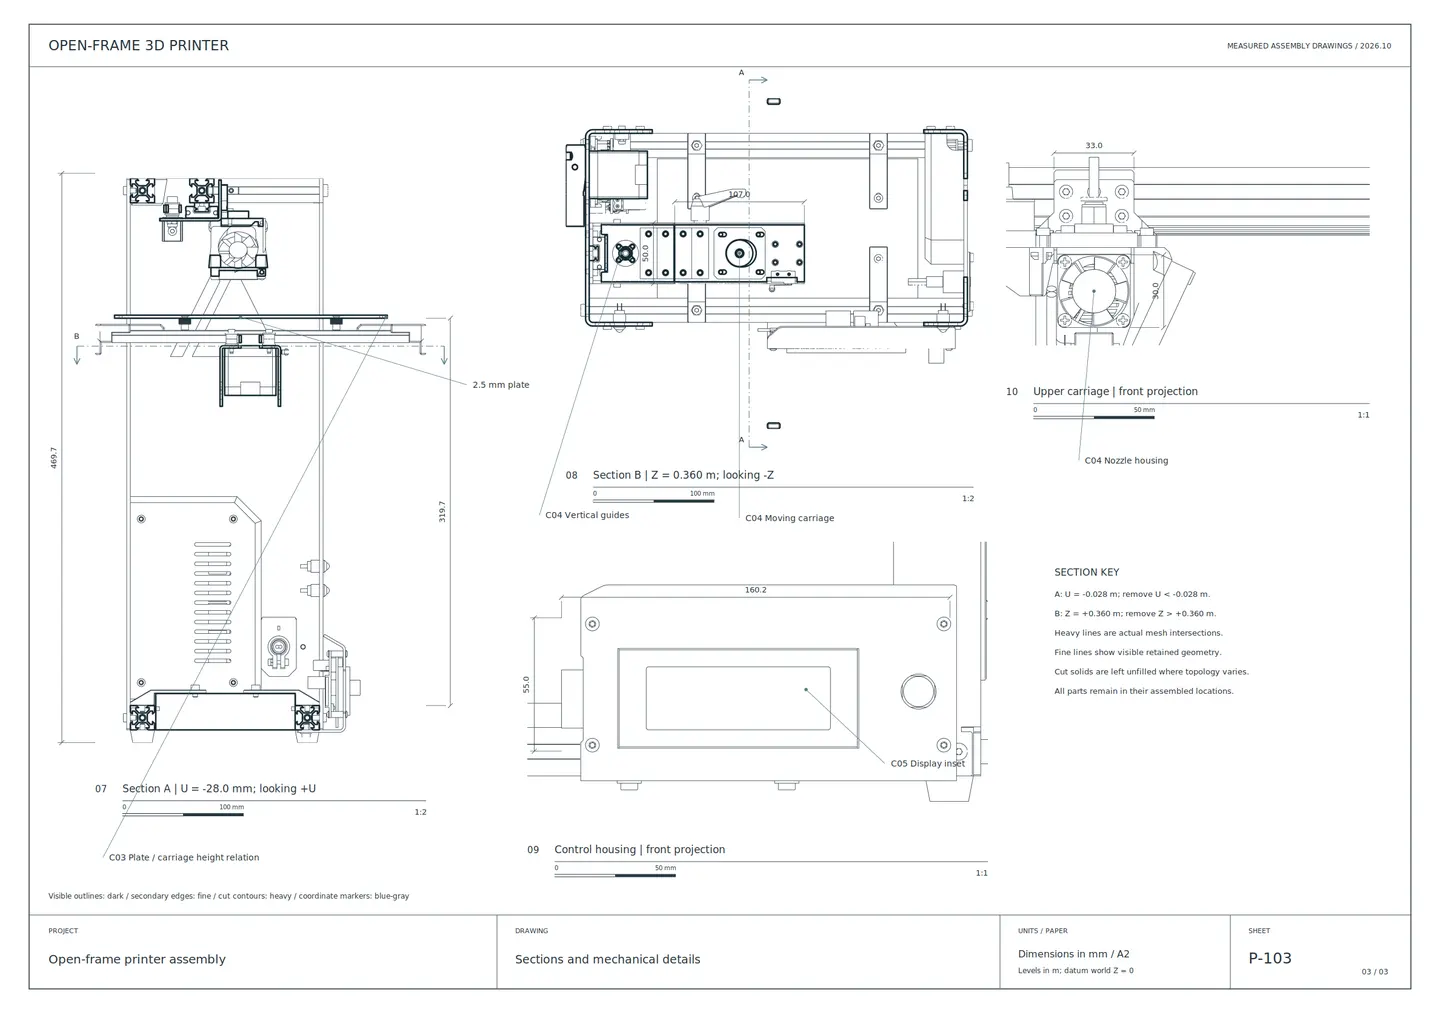 OPEN-FRAME 3D PRINTER
MEASURED ASSEMBLY DRAWINGS / 2026.10
469.7
B
319.7
2.5 mm plate
07 Section A | U = -28.0 mm; looking +U
0 100 mm
1:2
C03 Plate / carriage height relation
Visible outlines: dark / secondary edges: fine / cut contours: heavy / coordinate markers: blue-gray
A
107.0
50.0
A
08 Section B | Z = 0.360 m; looking -Z
0 100 mm
1:2
C04 Vertical guides
C04 Moving carriage
33.0
30.0
10 Upper carriage | front projection
0 50 mm
1:1
C04 Nozzle housing
160.2
55.0
C05 Display inset
09 Control housing | front projection
0 50 mm
1:1
SECTION KEY
A: U = -0.028 m; remove U < -0.028 m.
B: Z = +0.360 m; remove Z > +0.360 m.
Heavy lines are actual mesh intersections.
Fine lines show visible retained geometry.
Cut solids are left unfilled where topology varies.
All parts remain in their assembled locations.
PROJECT
Open-frame printer assembly
DRAWING
Sections and mechanical details
UNITS / PAPER
Dimensions in mm / A2
Levels in m; datum world Z = 0
SHEET
P-103
03 / 03